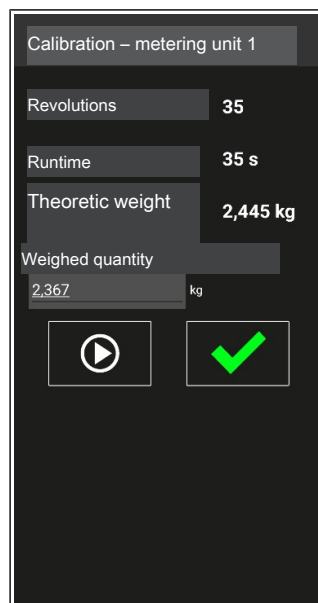 Calibration – metering unit 1
Revolutions 35
Runtime 35 s
Theoretic weight 2,445 kg
Weighed quantity
2,367 kg